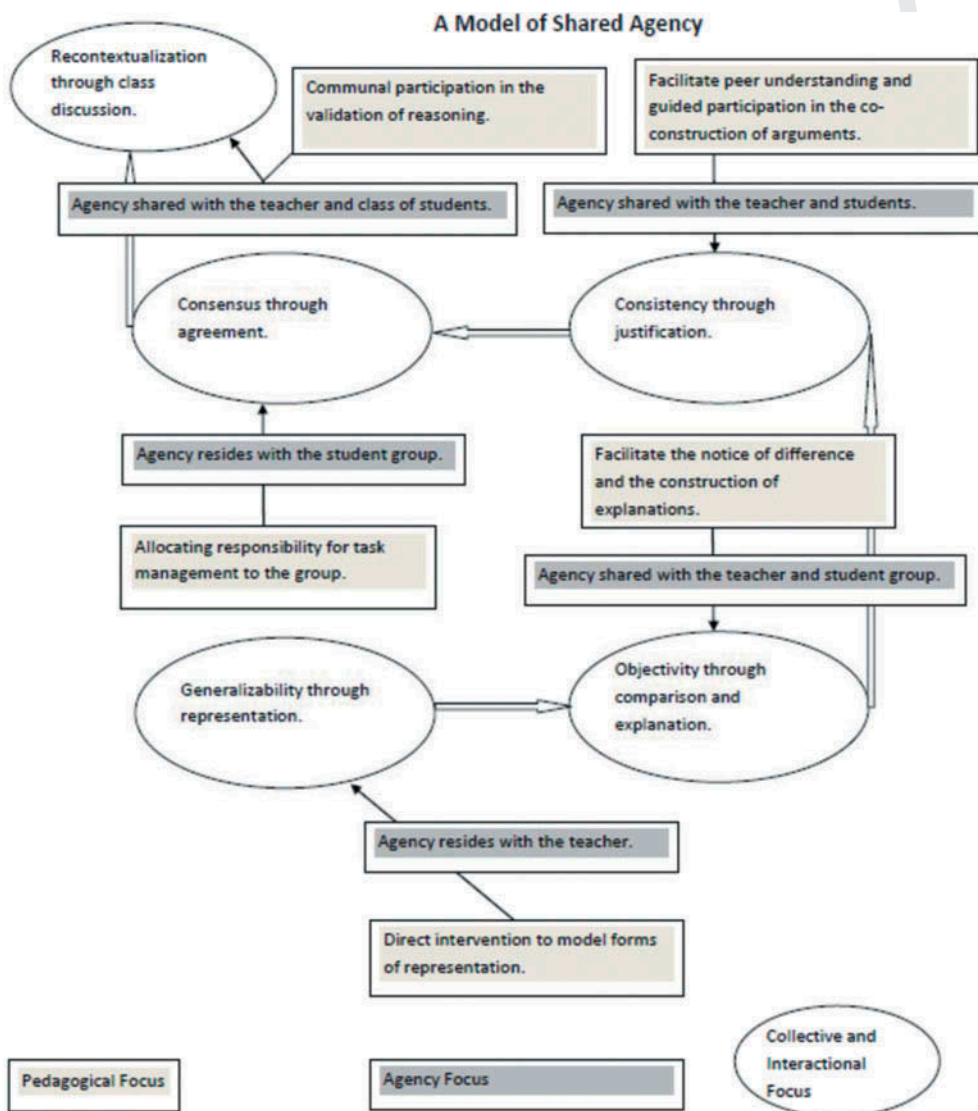 A Model of Shared Agency
Recontextualization
through class
discussion.
Communal participation in the
validation of reasoning.
Facilitate peer understanding and
guided participation in the co-
construction of arguments.
Agency shared with the teacher and class of students.
Agency shared with the teacher and students.
Consensus through
agreement.
Consistency through
justification.
Agency resides with the student group.
Facilitate the notice of difference
and the construction of
explanations.
Allocating responsibility for task
management to the group.
Agency shared with the teacher and student group.
Generalizability through
representation.
Objectivity through
comparison and
explanation.
Agency resides with the teacher.
Direct intervention to model forms
of representation.
Pedagogical Focus
Agency Focus
Collective and
Interactional
Focus